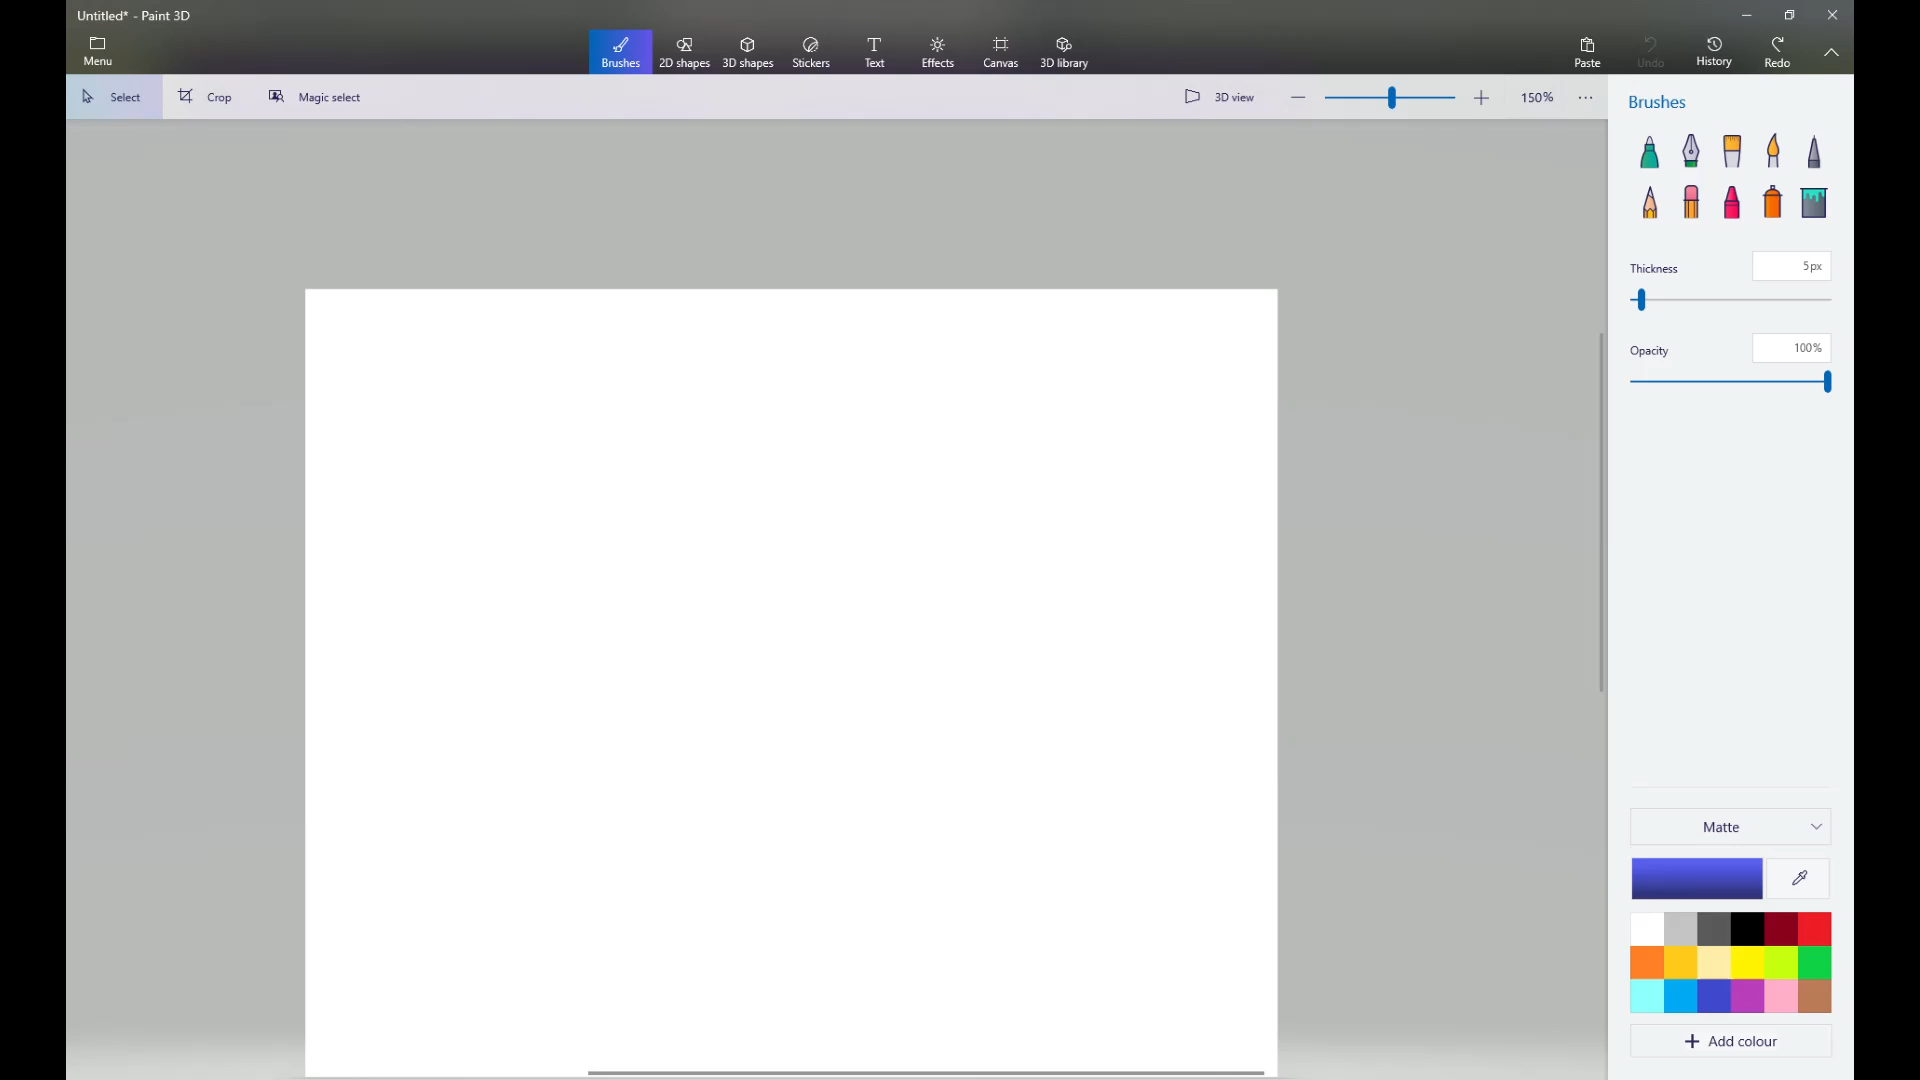 Untitled* - Paint 3D
Menu
Brushes
2D shapes
3D shapes
Stickers
Text
Effects
Canvas
3D library
Paste
Undo
History
Redo
Select
Crop
Magic select
3D view
150%
Brushes
Thickness
5px
Opacity
100%
Matte
Add colour